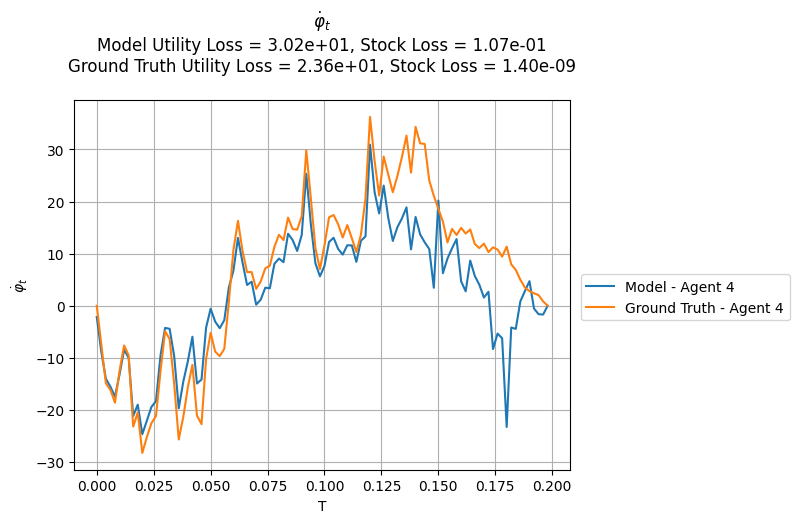 φ̇ₜ
Model Utility Loss = 3.02e+01, Stock Loss = 1.07e-01
Ground Truth Utility Loss = 2.36e+01, Stock Loss = 1.40e-09
φ̇ₜ
30
20
10
0
−10
−20
−30
0.000 0.025 0.050 0.075 0.100 0.125 0.150 0.175 0.200
T
Model - Agent 4
Ground Truth - Agent 4